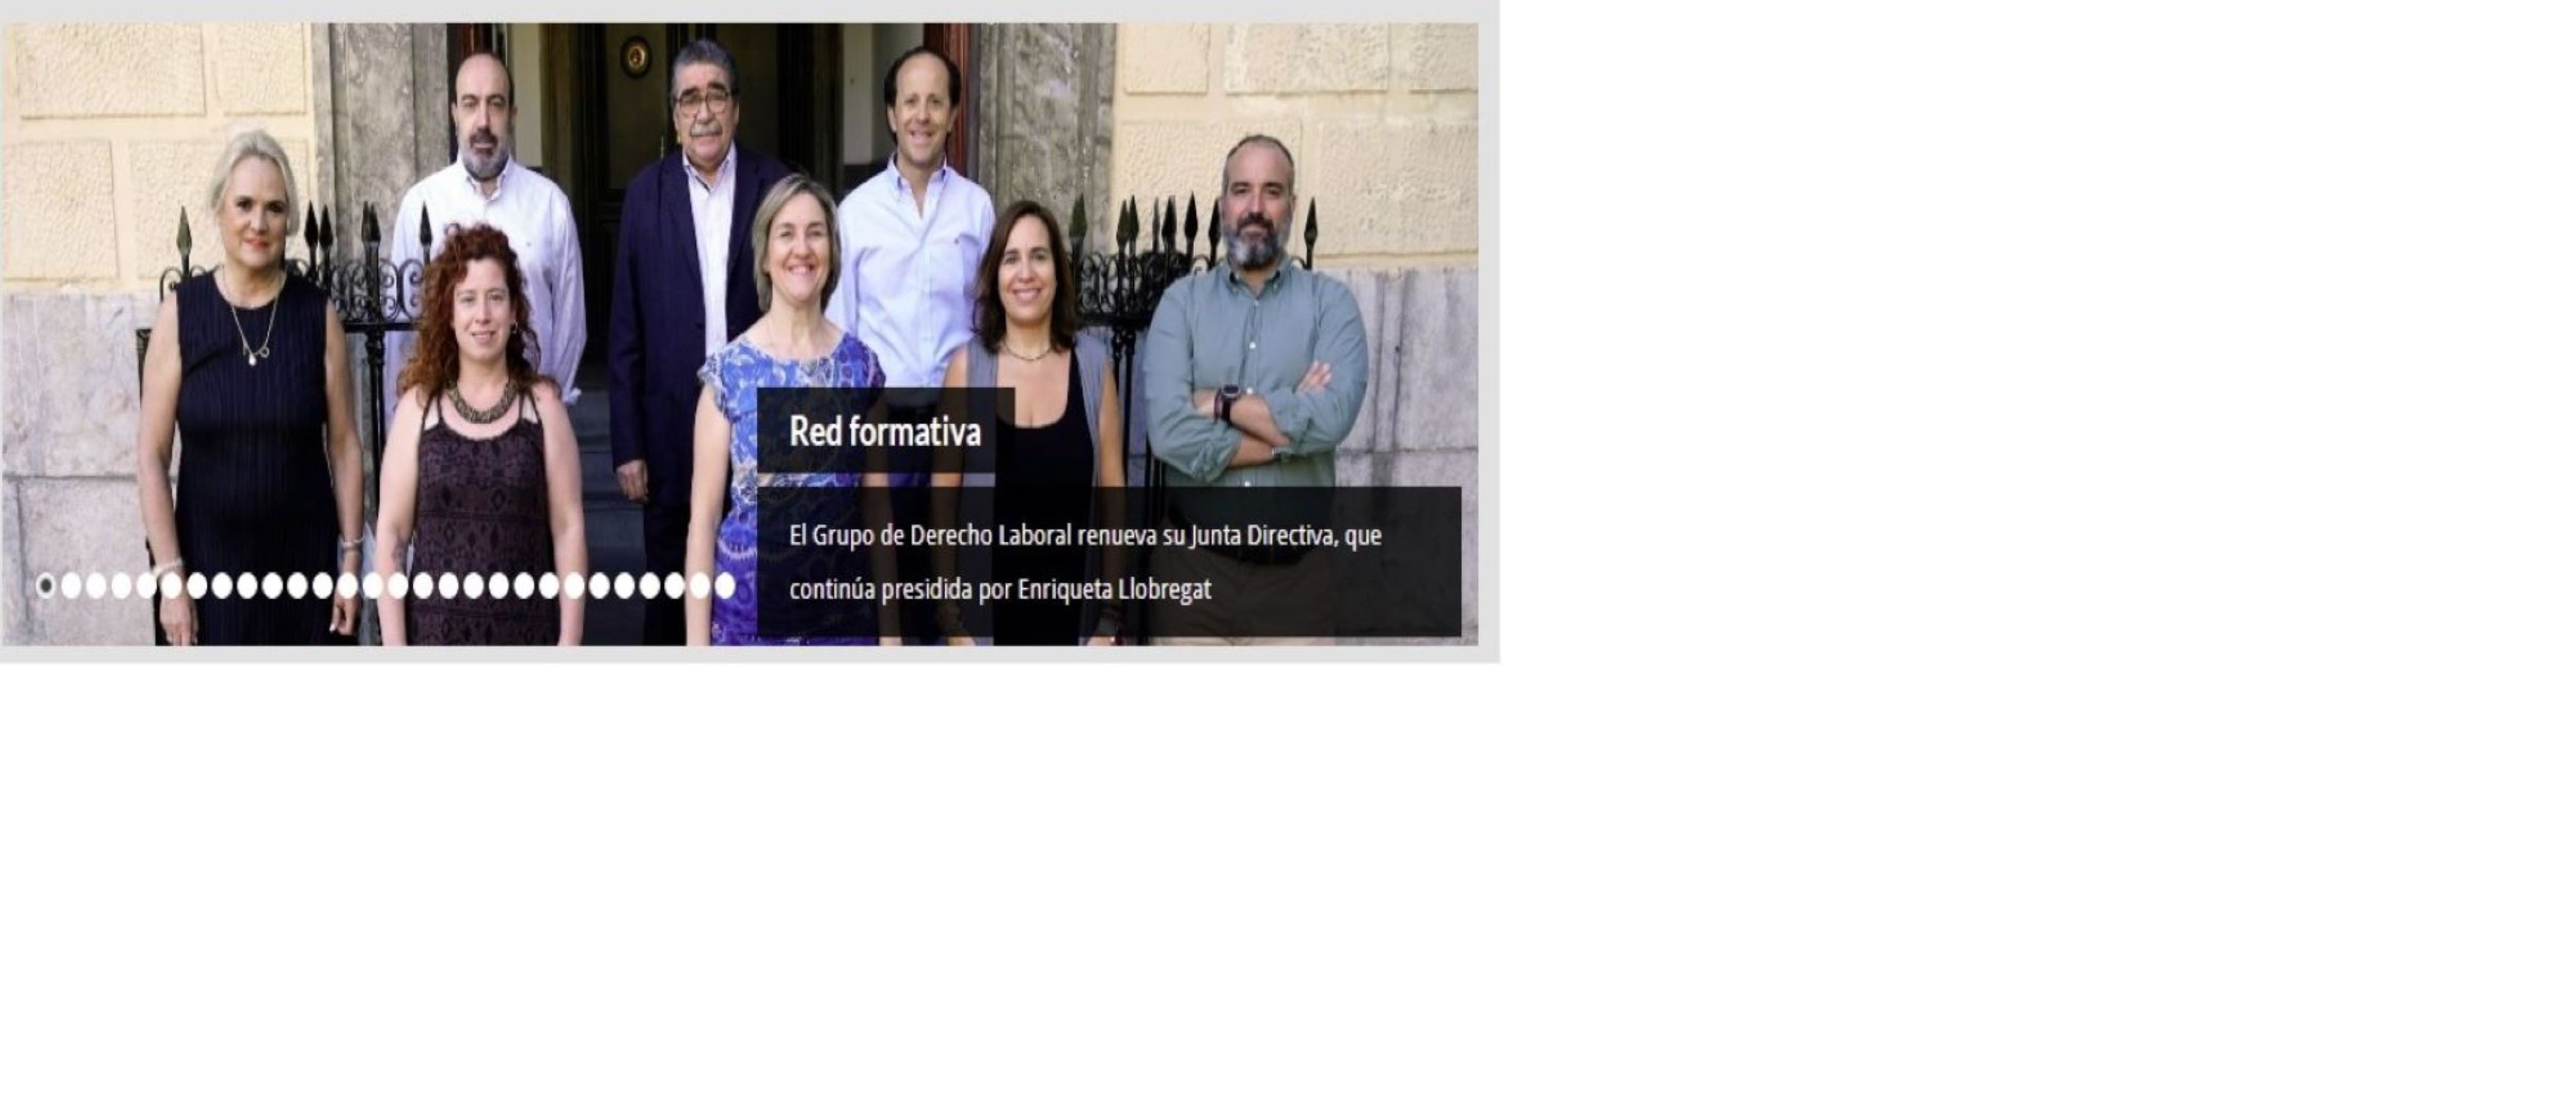 Red formativa
El Grupo de Derecho Laboral renueva su Junta Directiva, que
continúa presidida por Enriqueta Llobregat